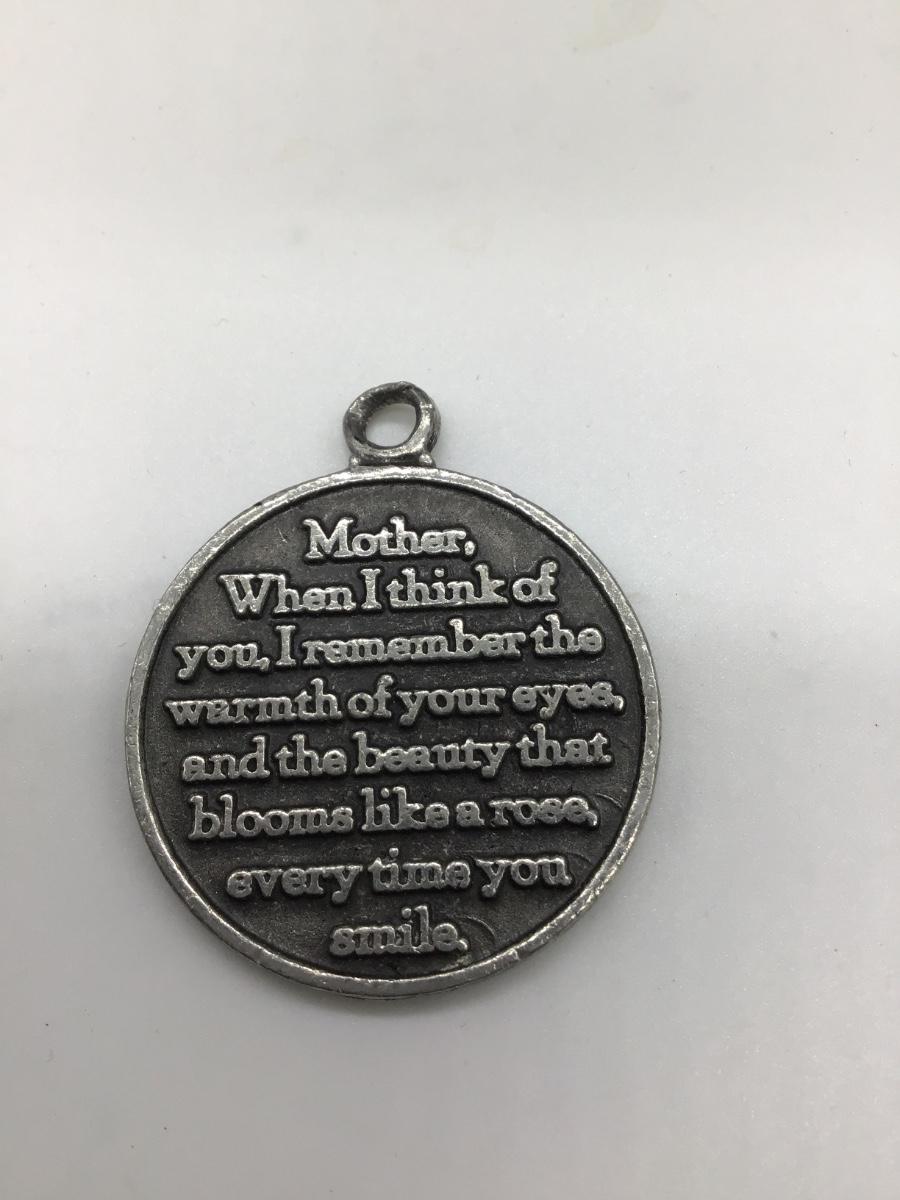 Mother,
When I think of
you, I remember the
warmth of your eyes,
and the beauty that
blooms like a rose,
every time you
smile.